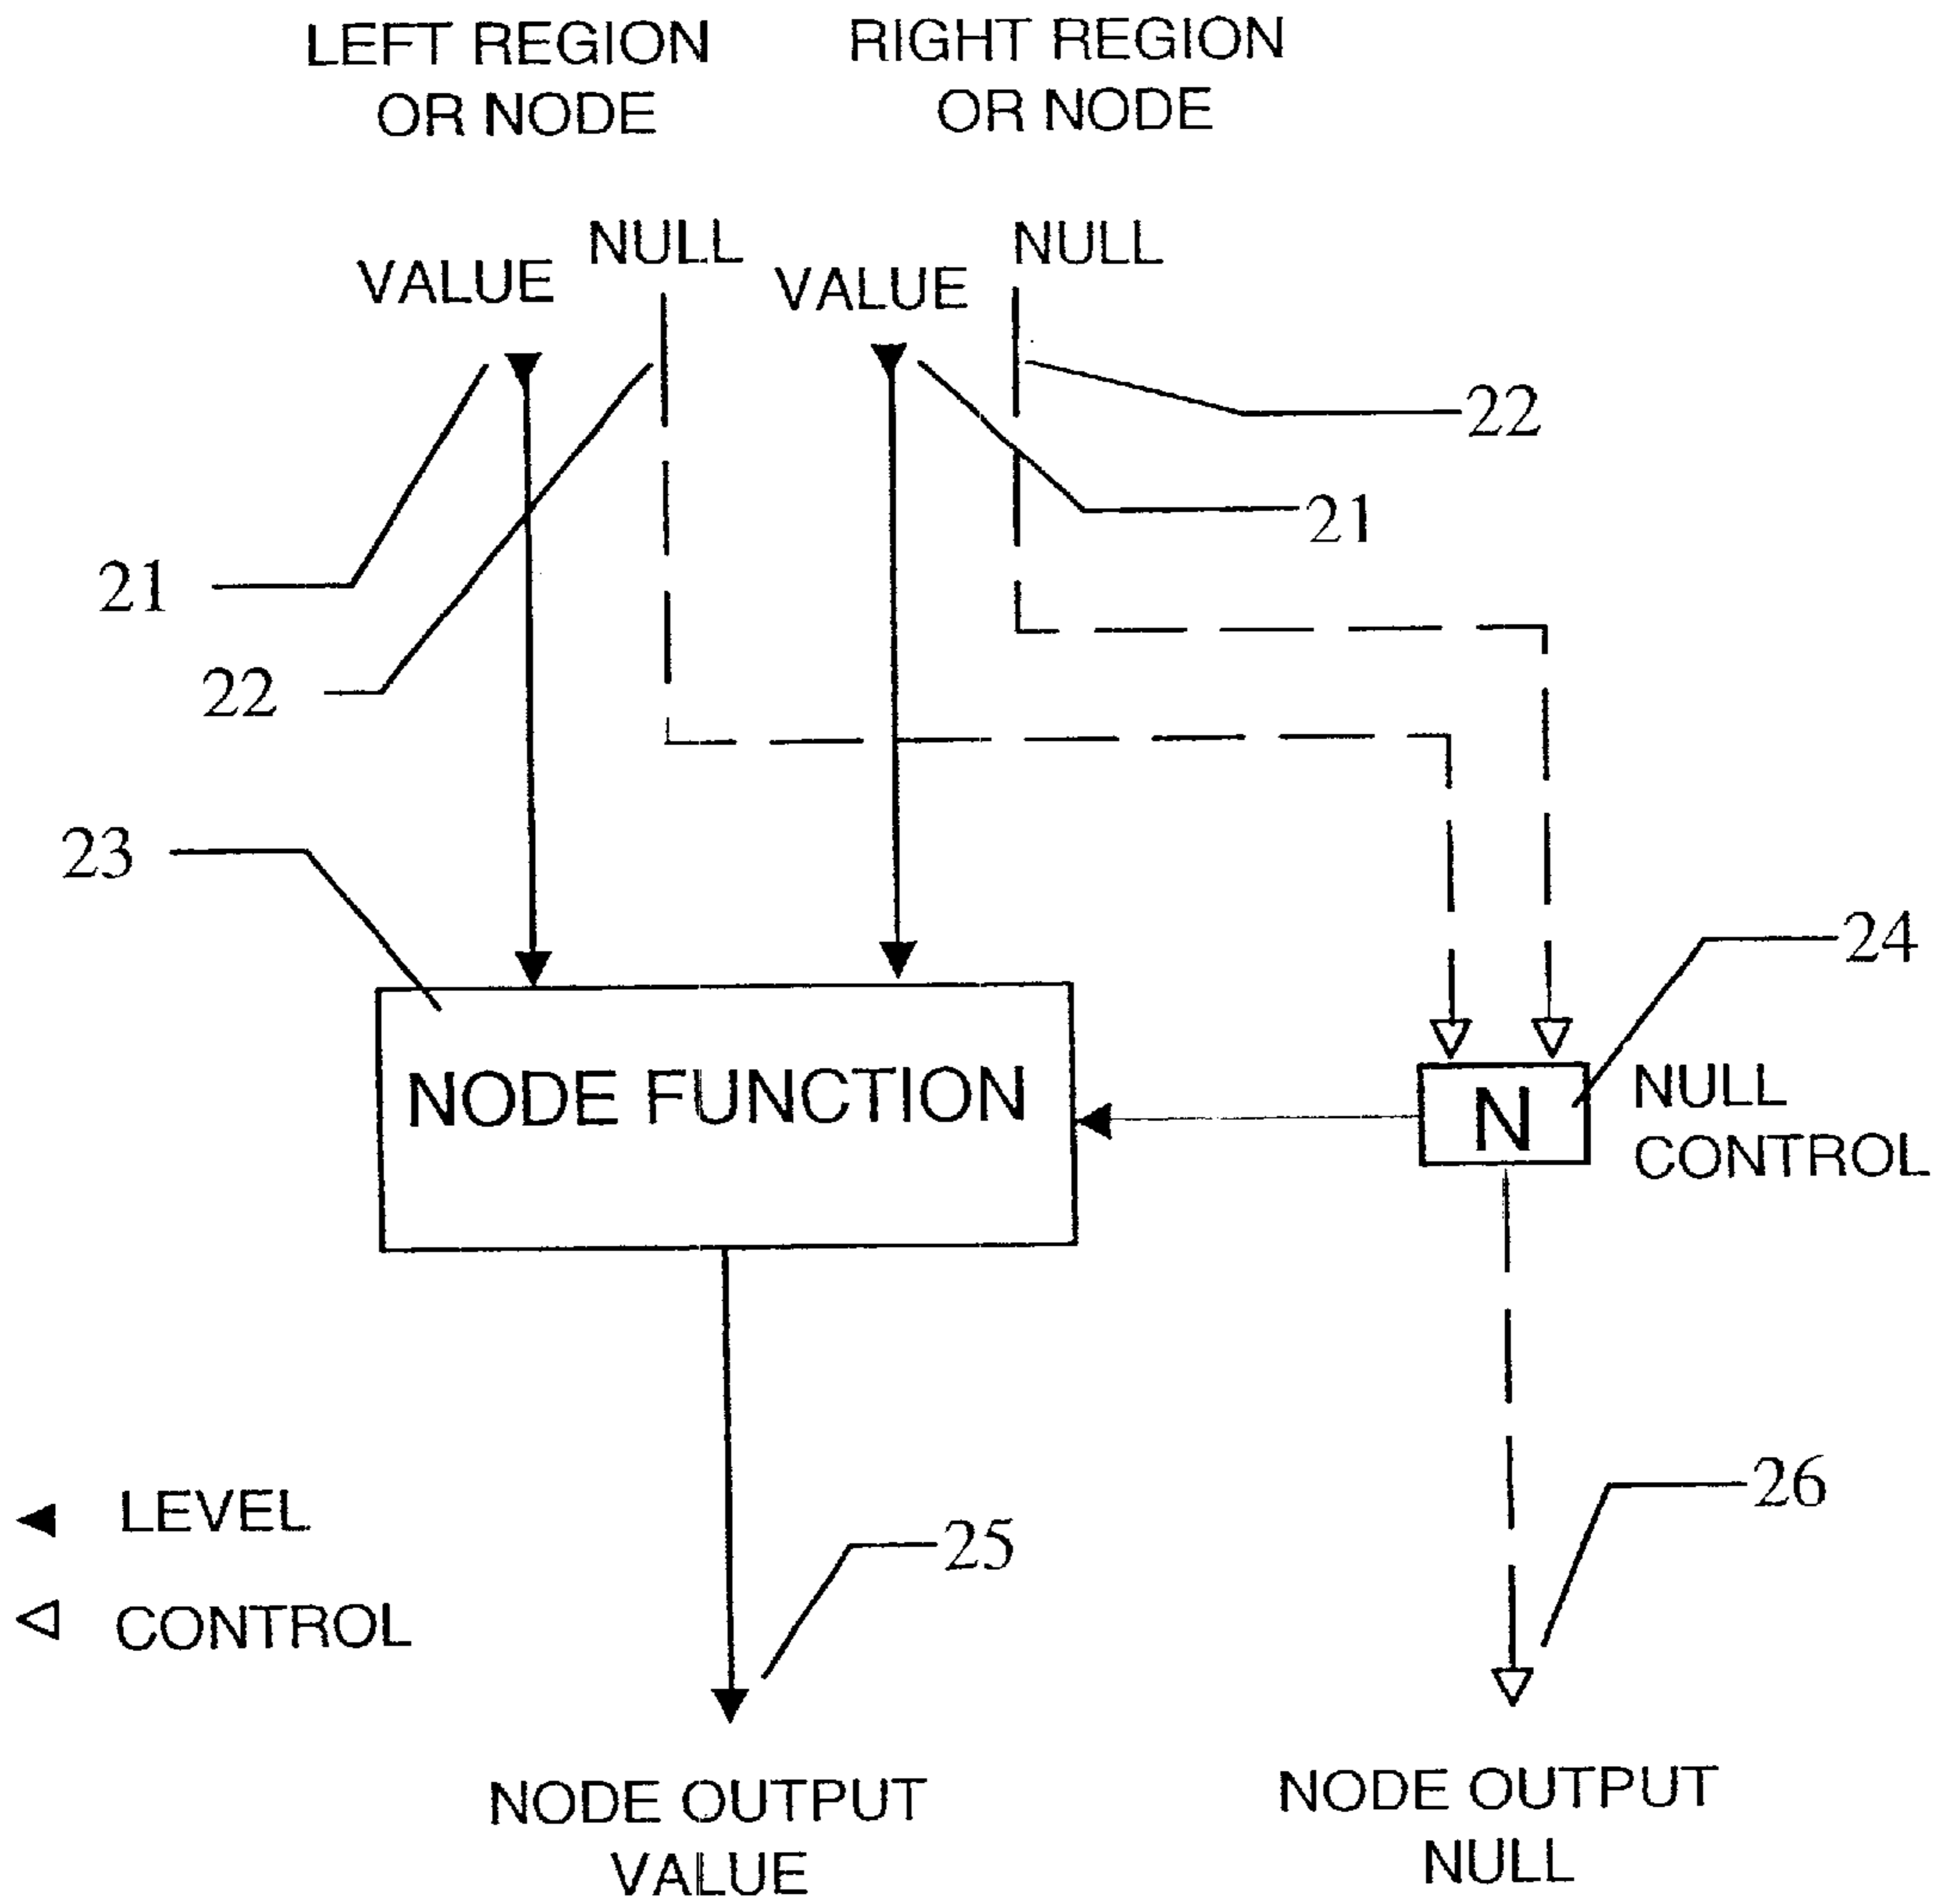 LEFT REGION
OR NODE
RIGHT REGION
OR NODE
VALUE
NULL
VALUE
NULL
22
21
21
22
23
24
NODE FUNCTION
N
NULL
CONTROL
LEVEL
CONTROL
25
26
NODE OUTPUT
VALUE
NODE OUTPUT
NULL